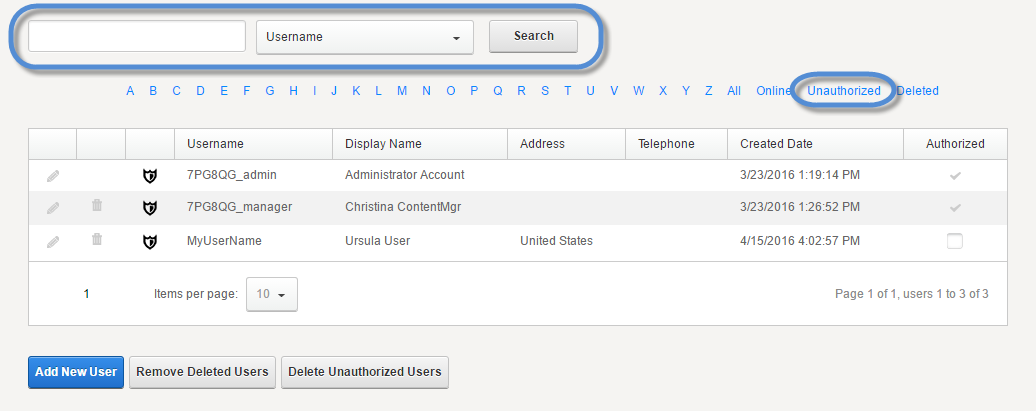 Username Search
A B C D E F G H I J K L M N O P Q R S T U V W X Y Z All Online Unauthorized Deleted
Username Display Name Address Telephone Created Date Authorized
7PG8QG_admin Administrator Account 3/23/2016 1:19:14 PM
7PG8QG_manager Christina ContentMgr 3/23/2016 1:26:52 PM
MyUserName Ursula User United States 4/15/2016 4:02:57 PM
1 Items per page: 10 Page 1 of 1, users 1 to 3 of 3
Add New User Remove Deleted Users Delete Unauthorized Users